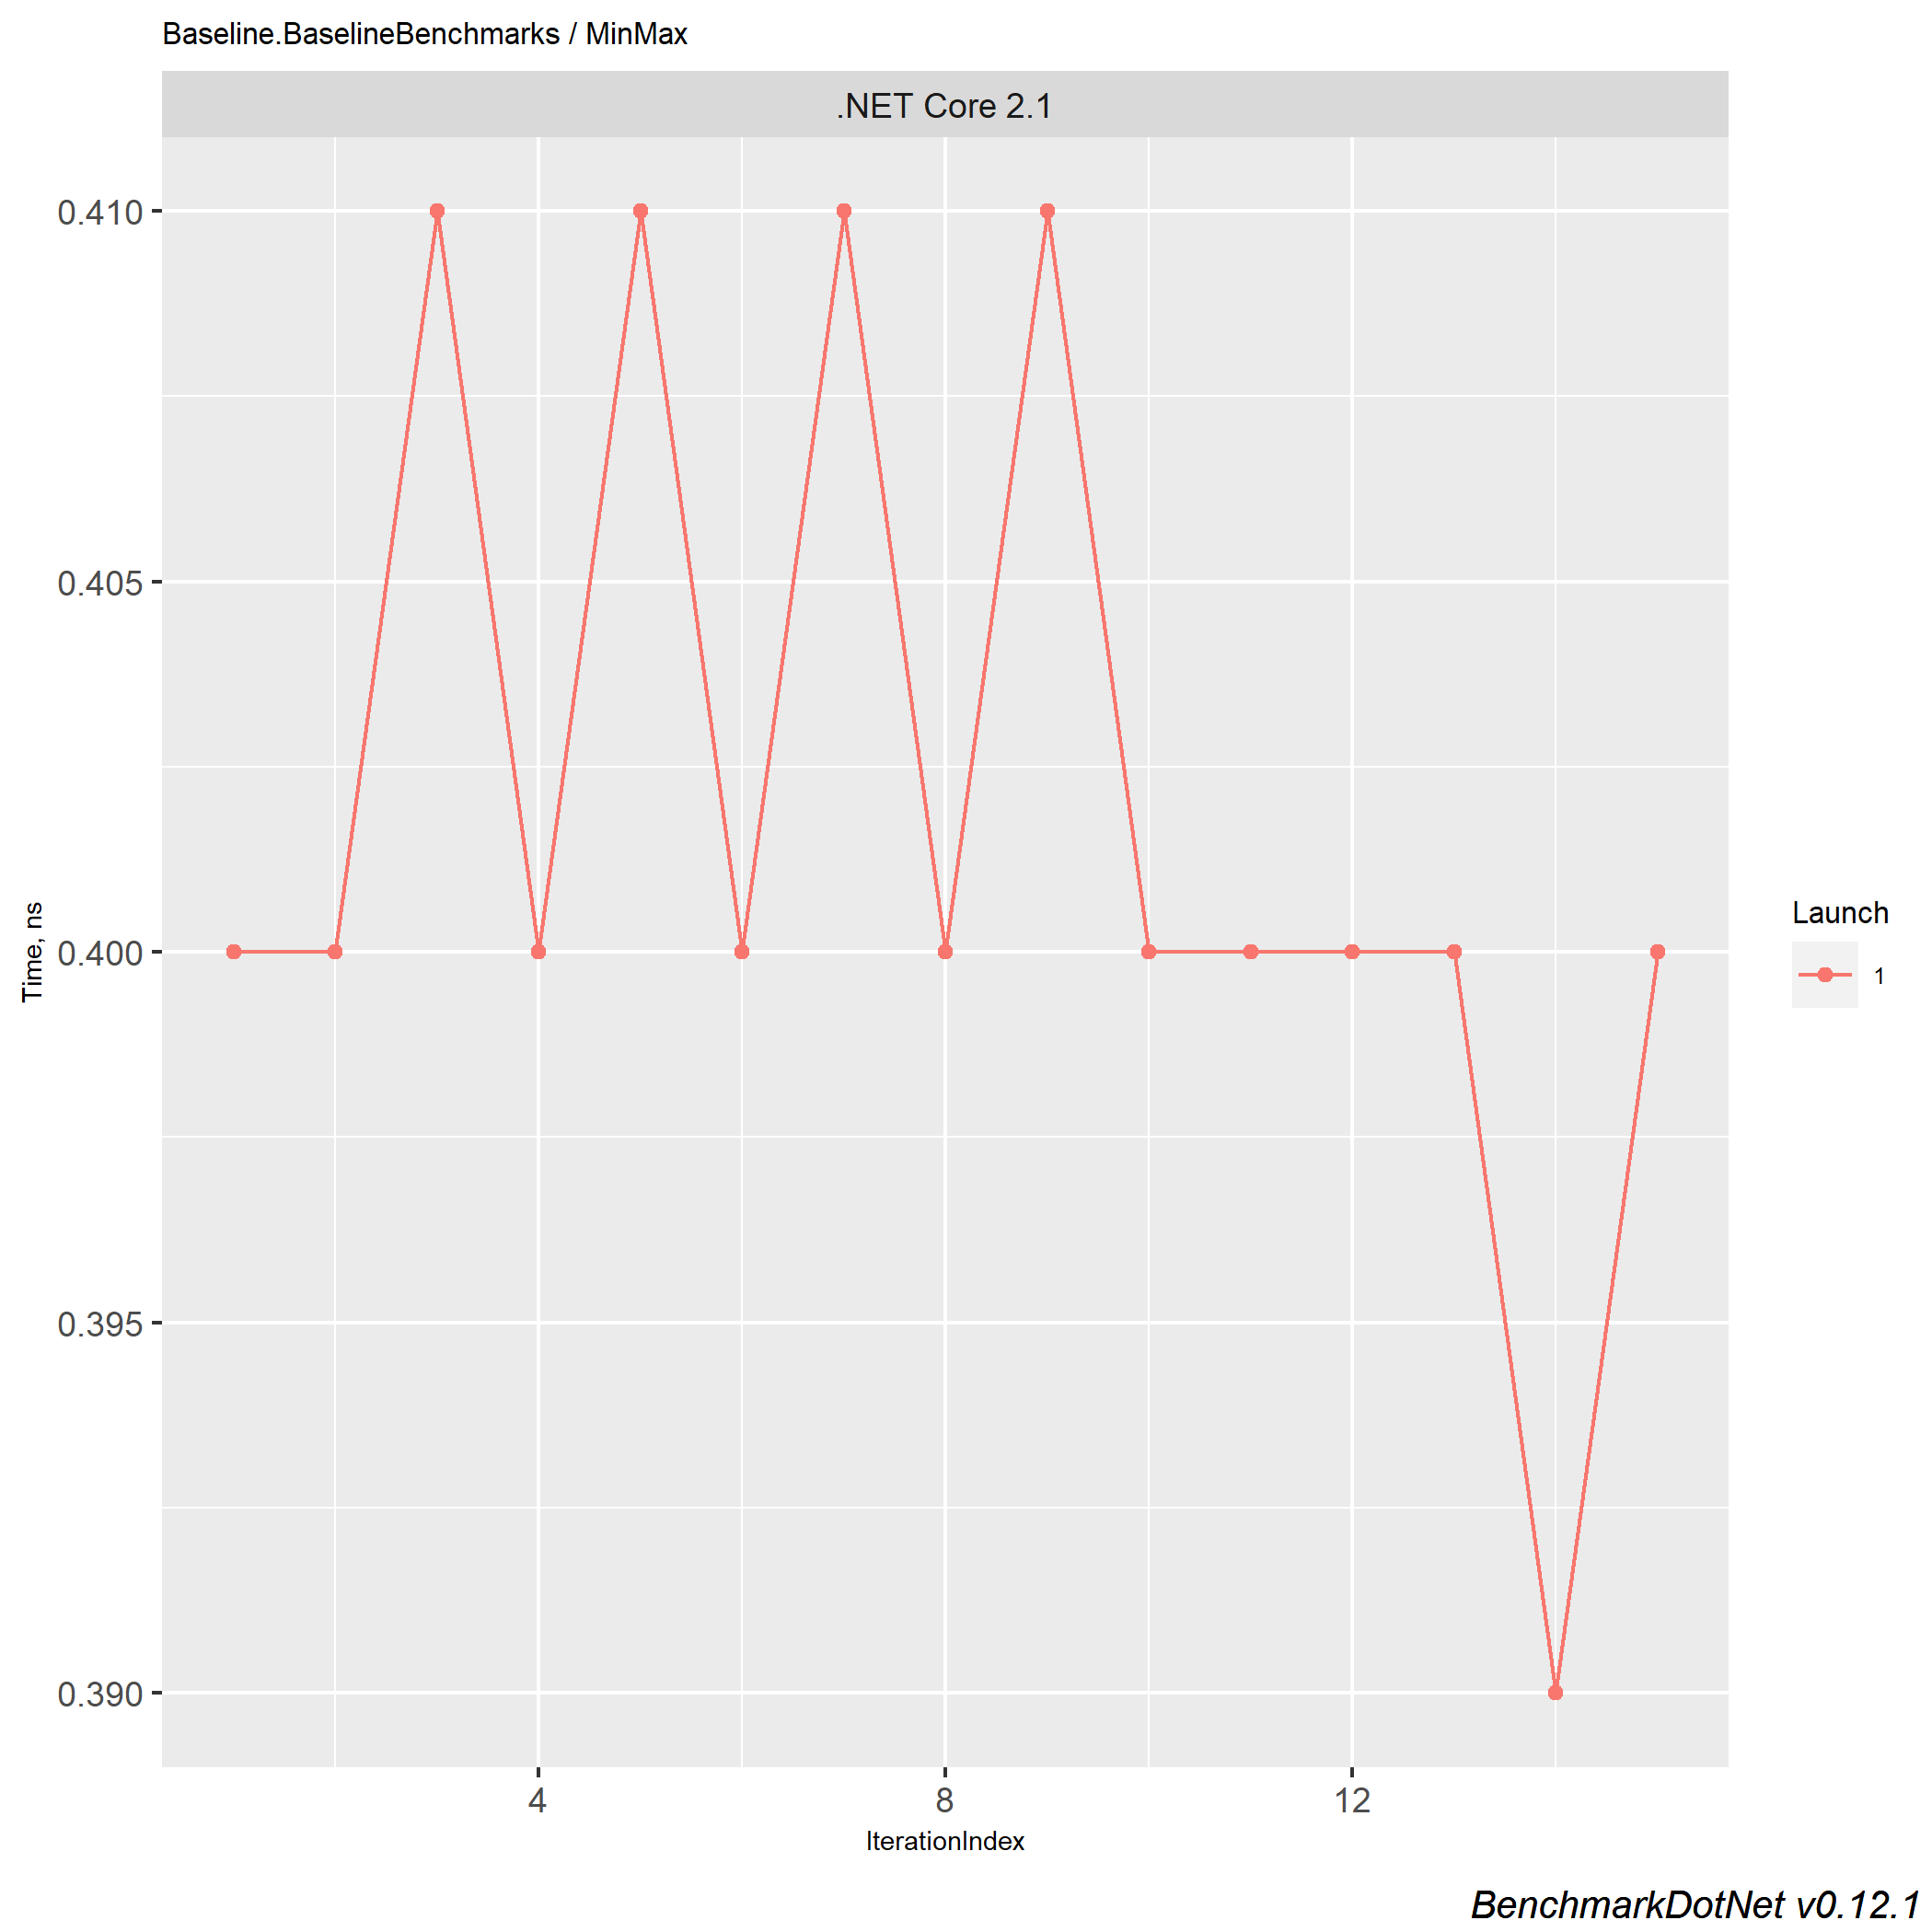 Baseline.BaselineBenchmarks / MinMax
.NET Core 2.1
0.410
0.405
0.400
0.395
0.390
Time, ns
4 8 12
IterationIndex
Launch
1
BenchmarkDotNet v0.12.1